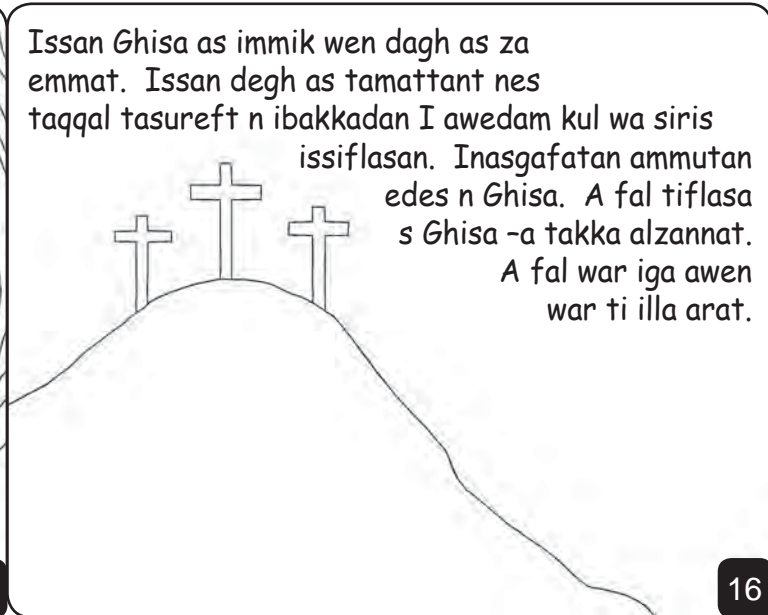 Issan Ghisa as immik wen dagh as za
emmat. Issan degh as tamattant nes
taqqal tasureft n ibakkadan I awedam kul wa siris
issiflasan. Inasgafatan ammutan
edes n Ghisa. A fal tiflasa
s Ghisa –a takka alzannat.
A fal war iga awen
war ti illa arat.
16